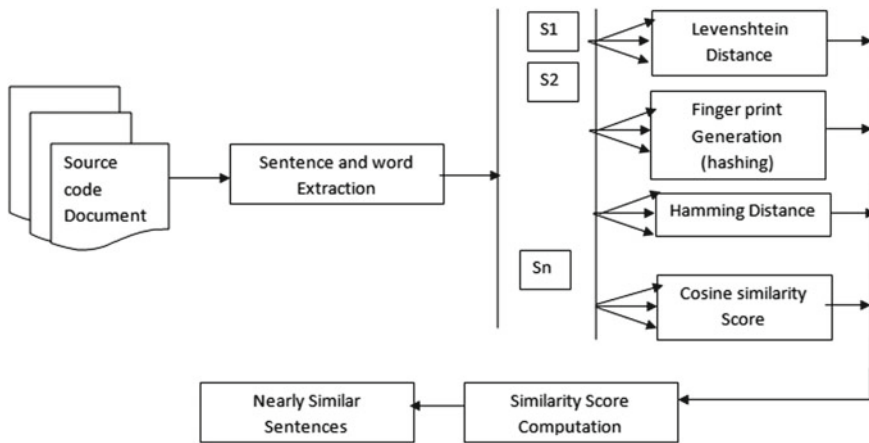 Source
code
Document
Sentence and word
Extraction
S1
S2
Sn
Levenshtein
Distance
Finger print
Generation
(hashing)
Hamming Distance
Cosine similarity
Score
Nearly Similar
Sentences
Similarity Score
Computation